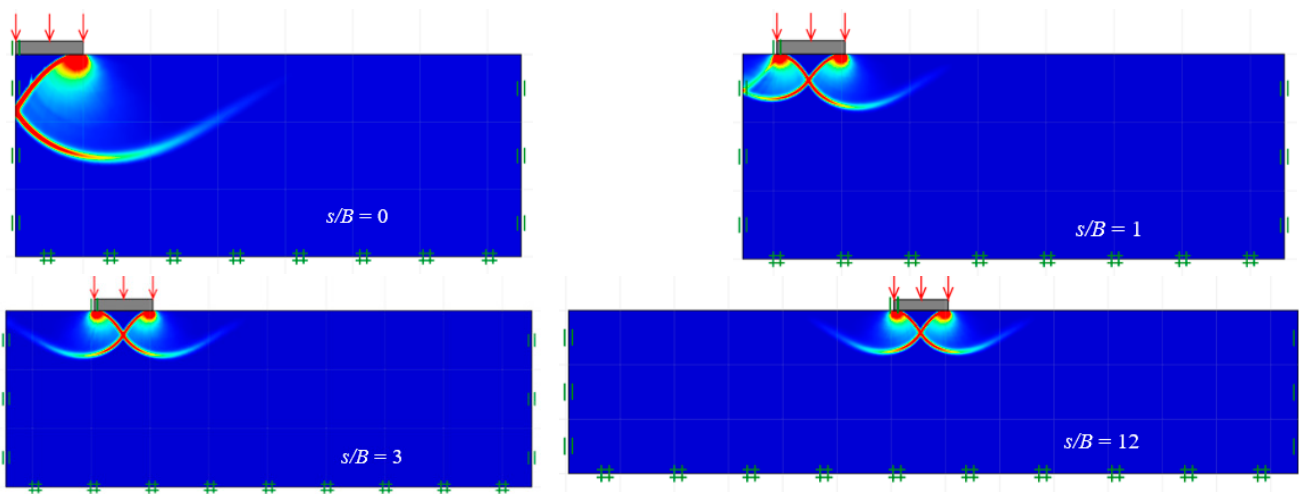 s/B = 0
s/B = 1
s/B = 3
s/B = 12